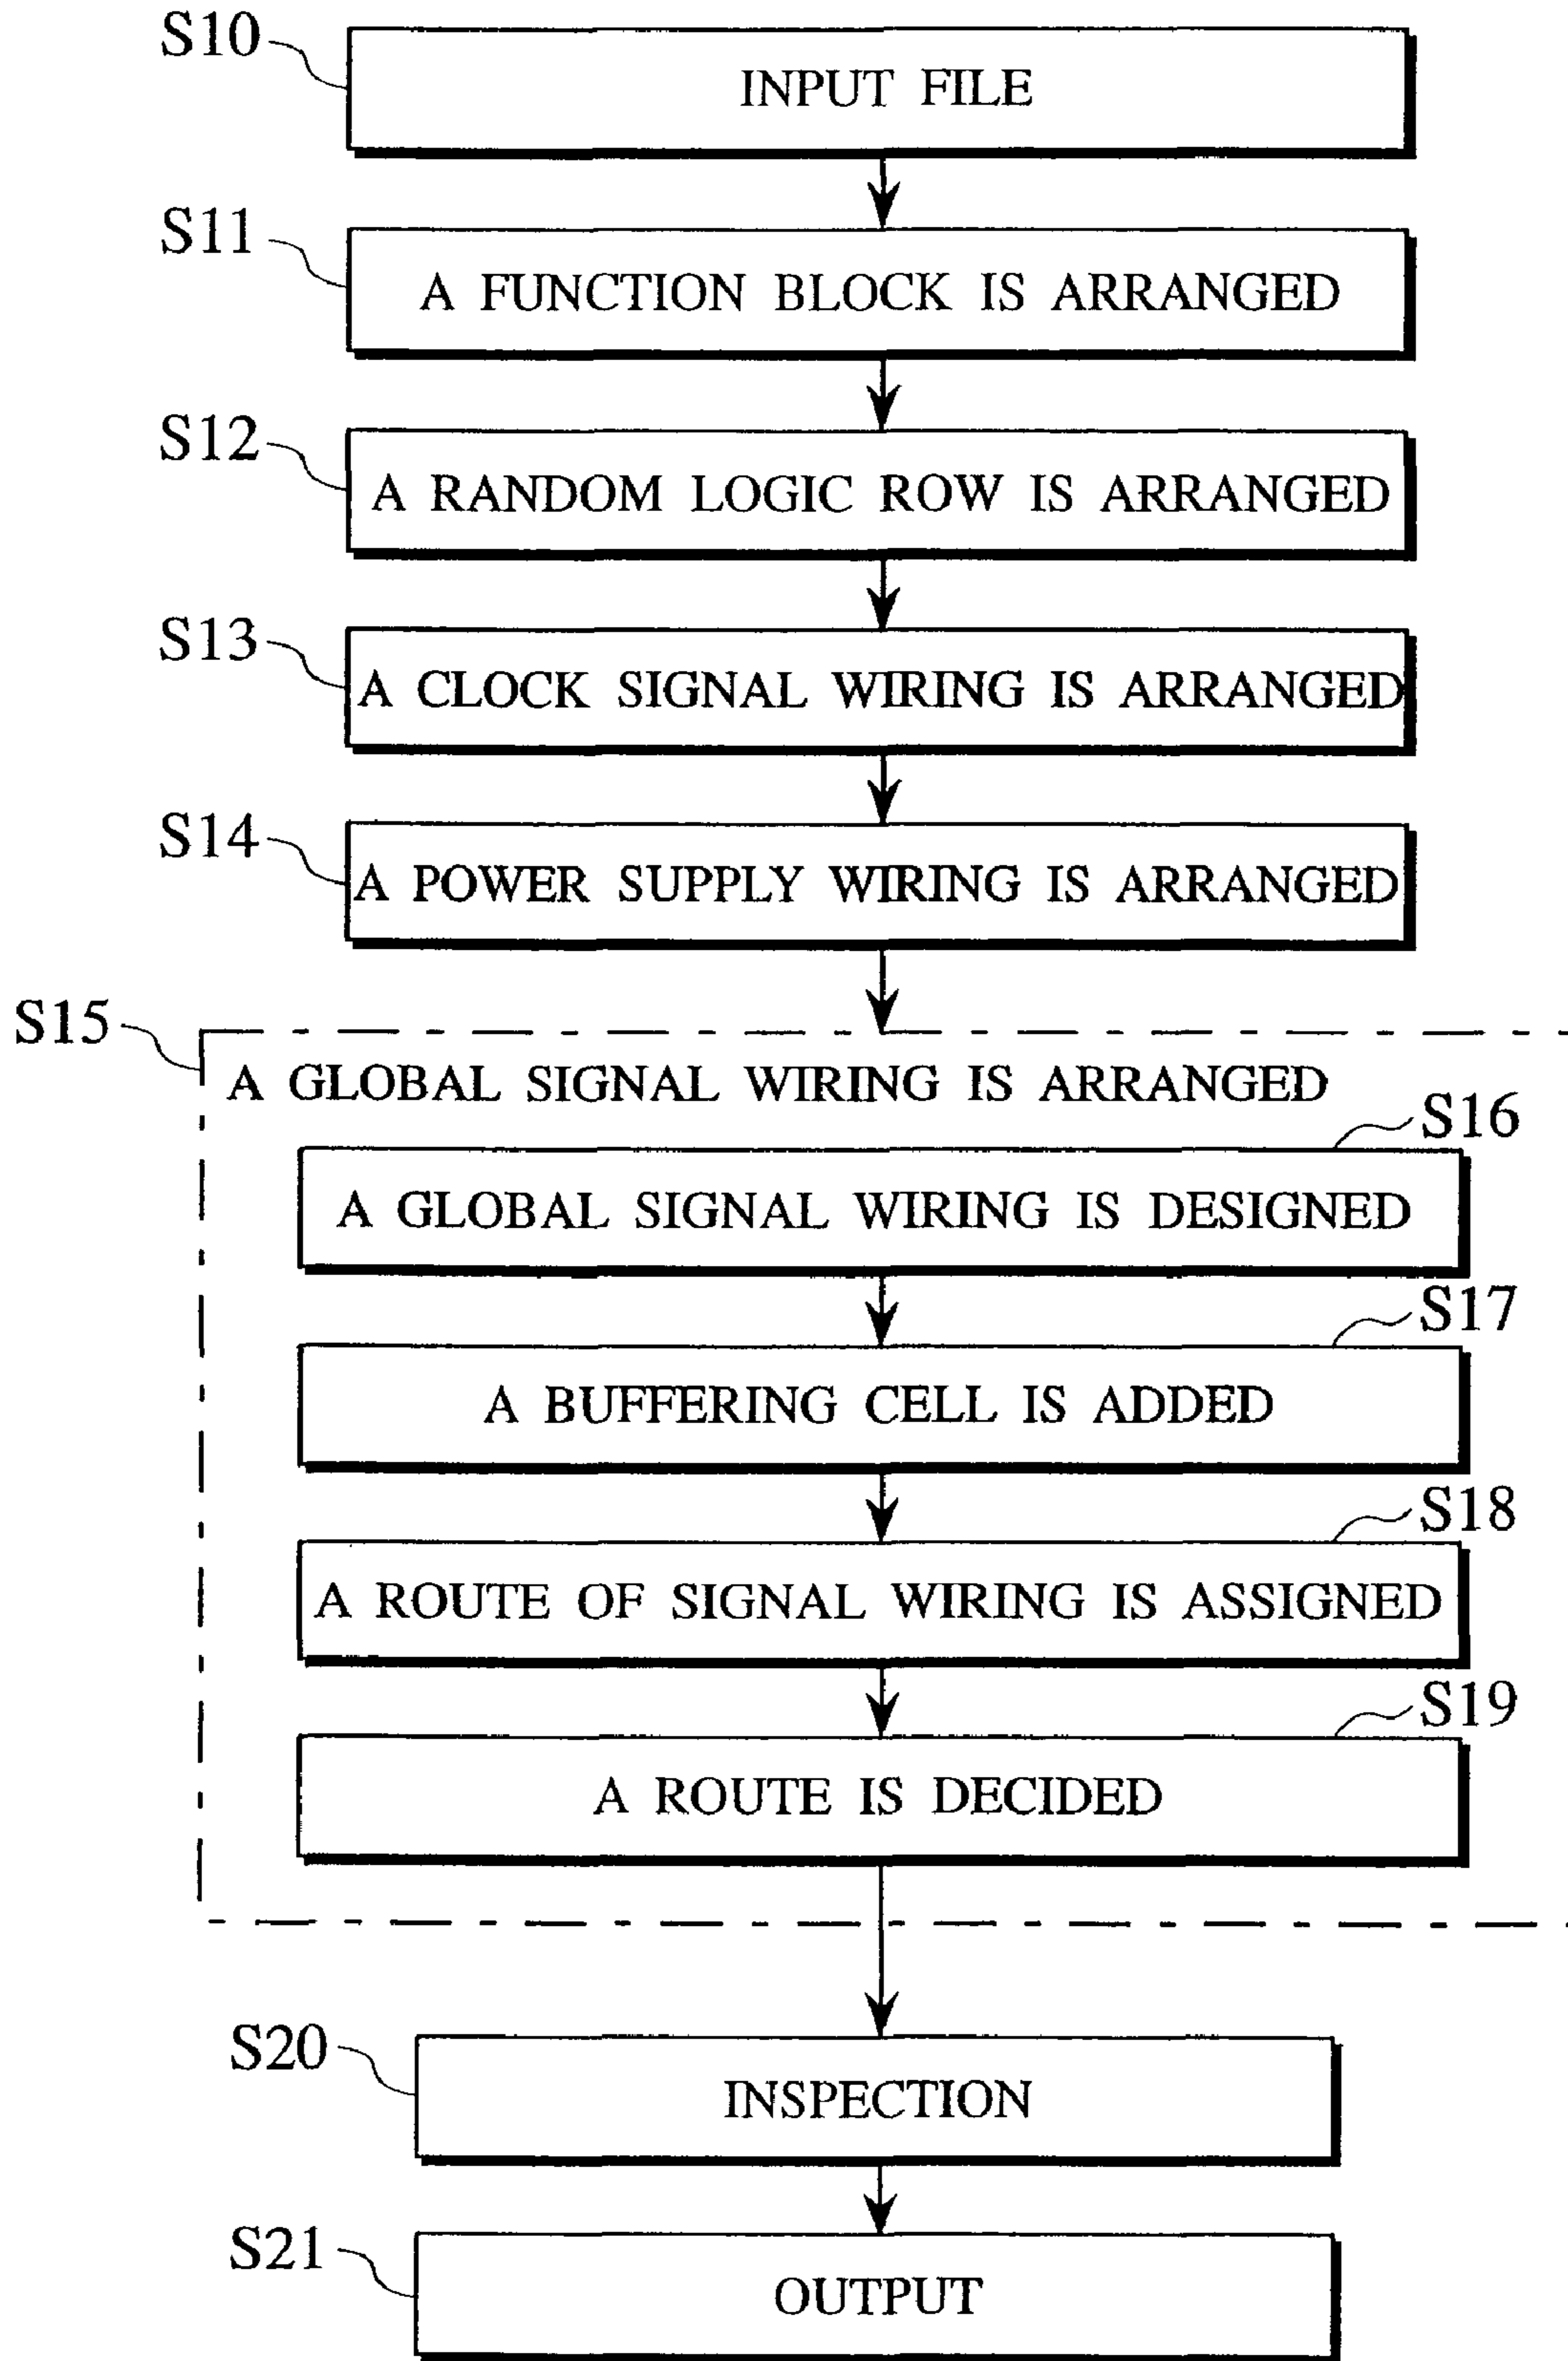 S10
INPUT FILE
S11
A FUNCTION BLOCK IS ARRANGED
S12
A RANDOM LOGIC ROW IS ARRANGED
S13
A CLOCK SIGNAL WIRING IS ARRANGED
S14
A POWER SUPPLY WIRING IS ARRANGED
S15
A GLOBAL SIGNAL WIRING IS ARRANGED
S16
A GLOBAL SIGNAL WIRING IS DESIGNED
S17
A BUFFERING CELL IS ADDED
S18
A ROUTE OF SIGNAL WIRING IS ASSIGNED
S19
A ROUTE IS DECIDED
S20
INSPECTION
S21
OUTPUT